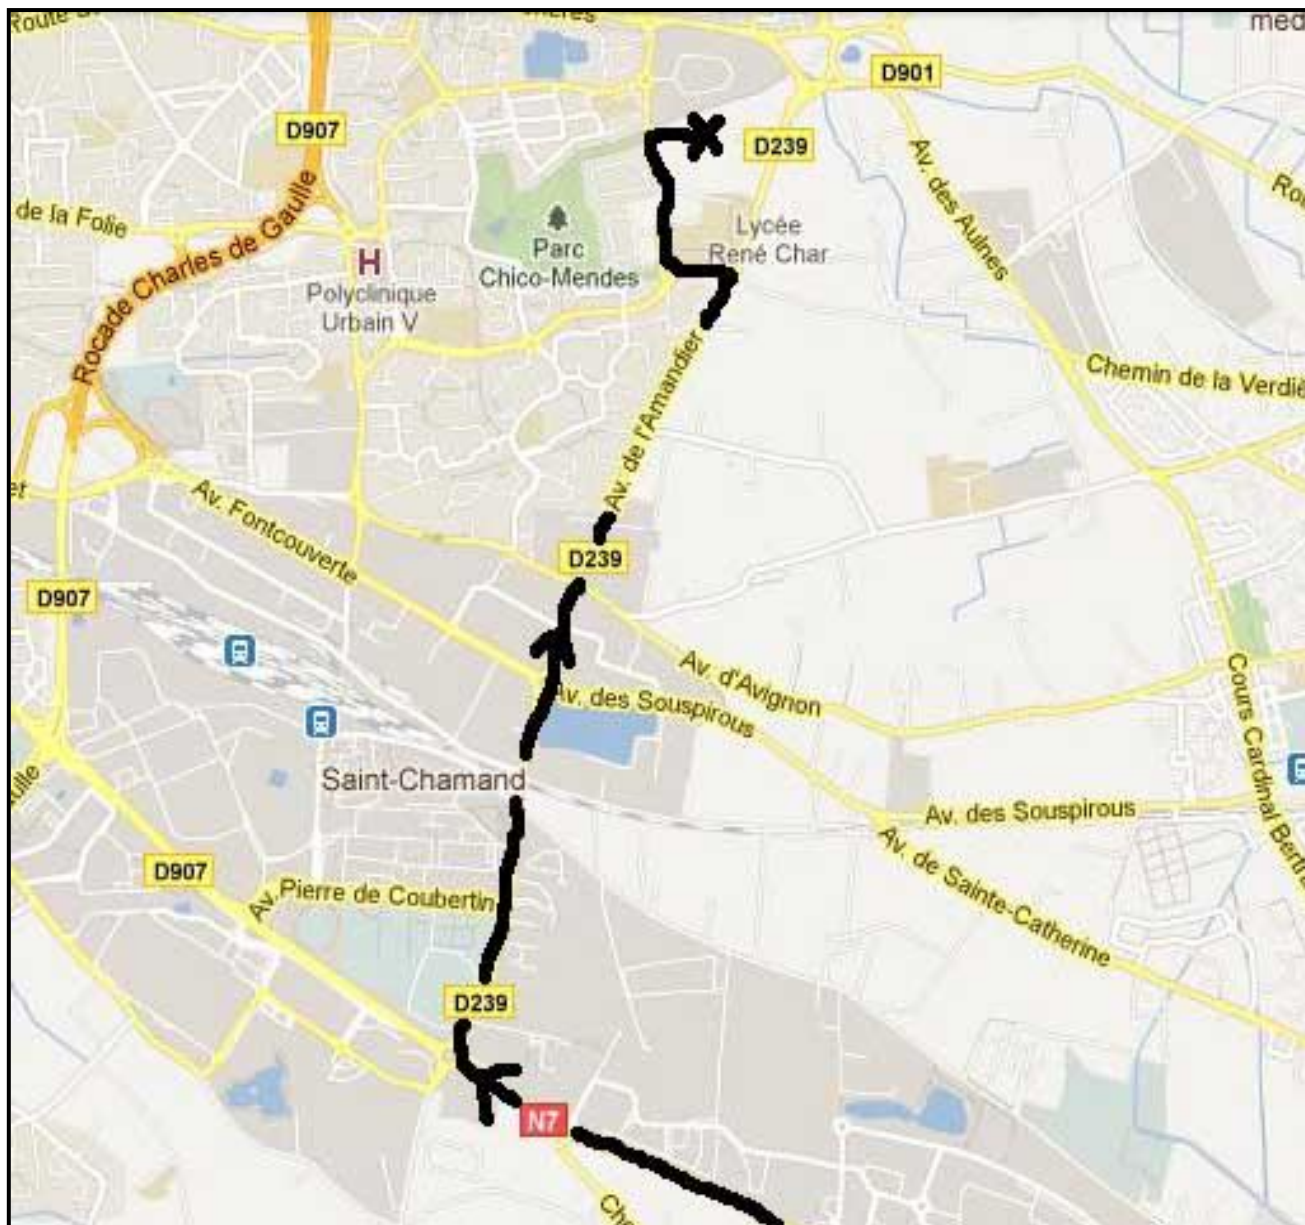 D901
D907
D239
Av. des Aulnes
de la Folie
Lycée
René Char
Rocade Charles de Gaulle
H
Parc
Chico-Mendes
Polyclinique
Urbain V
Av. de l'Amandier
Chemin de la Verdiè
Av. Fontcouverte
D239
D907
Av. d'Avignon
Av. des Souspirous
Cours Cardinal Bertr
Saint-Chamand
Av. des Souspirous
D907
Av. Pierre de Coubertin
Av. de Sainte-Catherine
D239
N7